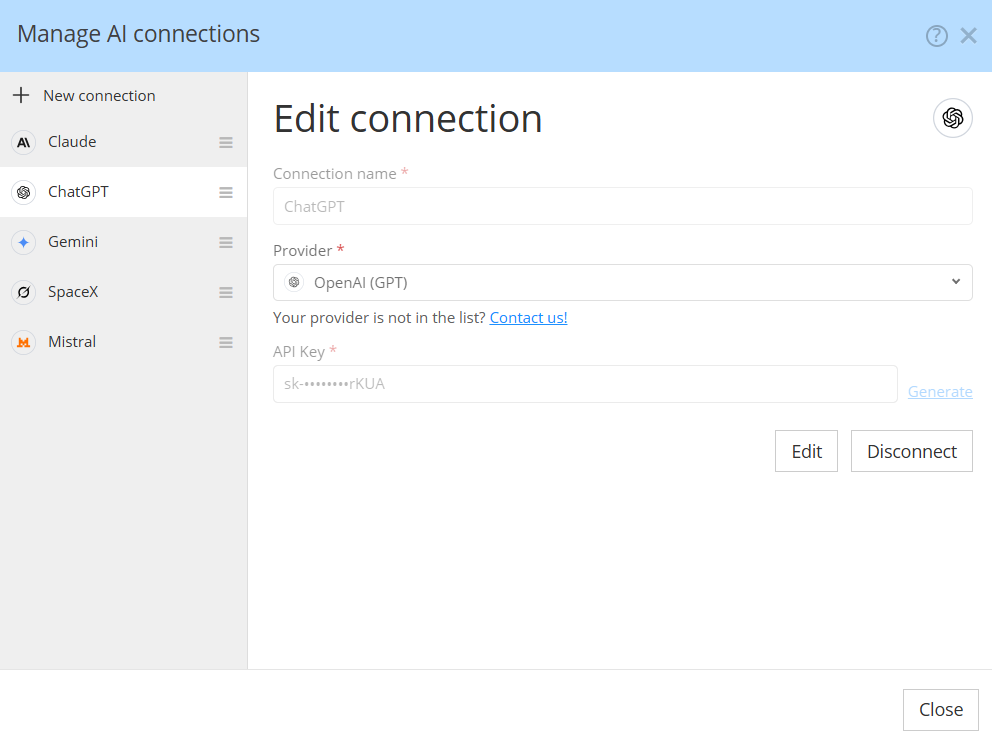 Manage AI connections
New connection
Claude
ChatGPT
Gemini
SpaceX
Mistral
Edit connection
Connection name *
ChatGPT
Provider *
OpenAI (GPT)
Your provider is not in the list? Contact us!
API Key *
sk-••••••••rKUA
Generate
Edit
Disconnect
Close